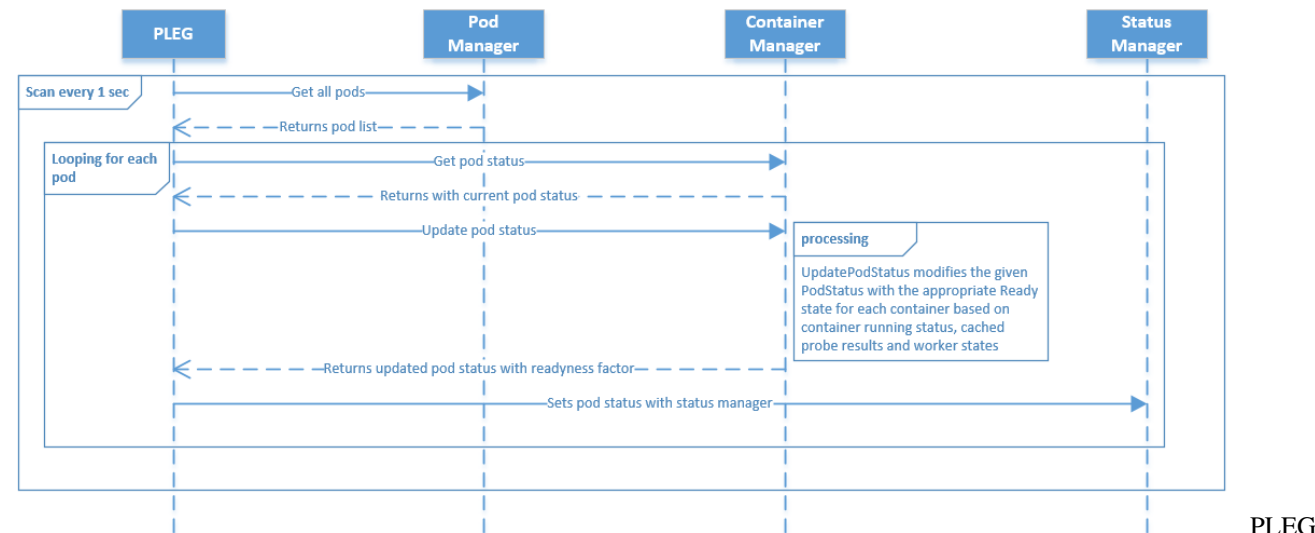 PLEG
Pod
Manager
Container
Manager
Status
Manager
Scan every 1 sec
Get all pods
Returns pod list
Looping for each
pod
Get pod status
Returns with current pod status
Update pod status
processing
UpdatePodStatus modifies the given
PodStatus with the appropriate Ready
state for each container based on
container running status, cached
probe results and worker states
Returns updated pod status with readyness factor
Sets pod status with status manager
PLEG